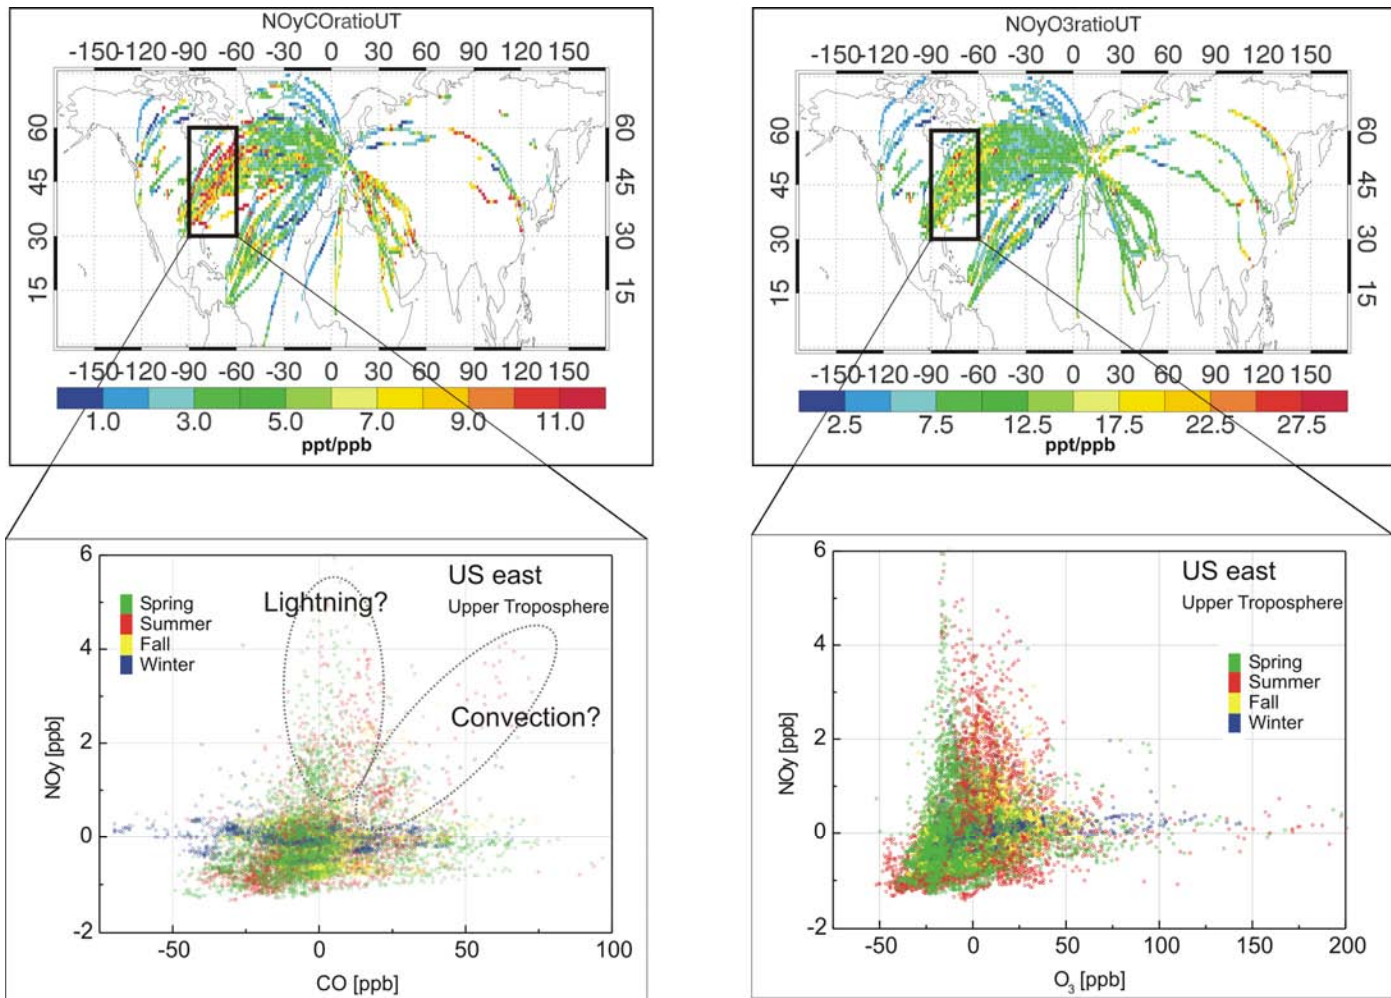 NOyCOratioUT
-150-120 -90 -60 -30 0 30 60 90 120 150
60
45
30
15
60
45
30
15
-150-120 -90 -60 -30 0 30 60 90 120 150
1.0 3.0 5.0 7.0 9.0 11.0
ppt/ppb
NOyO3ratioUT
-150-120 -90 -60 -30 0 30 60 90 120 150
60
45
30
15
60
45
30
15
-150-120 -90 -60 -30 0 30 60 90 120 150
2.5 7.5 12.5 17.5 22.5 27.5
ppt/ppb
6
4
2
0
-2
NOy [ppb]
Spring
Summer
Fall
Winter
Lightning?
US east
Upper Troposphere
Convection?
-50 0 50 100
CO [ppb]
6
4
2
0
-2
NOy [ppb]
US east
Upper Troposphere
Spring
Summer
Fall
Winter
-50 0 50 100 150 200
O3 [ppb]